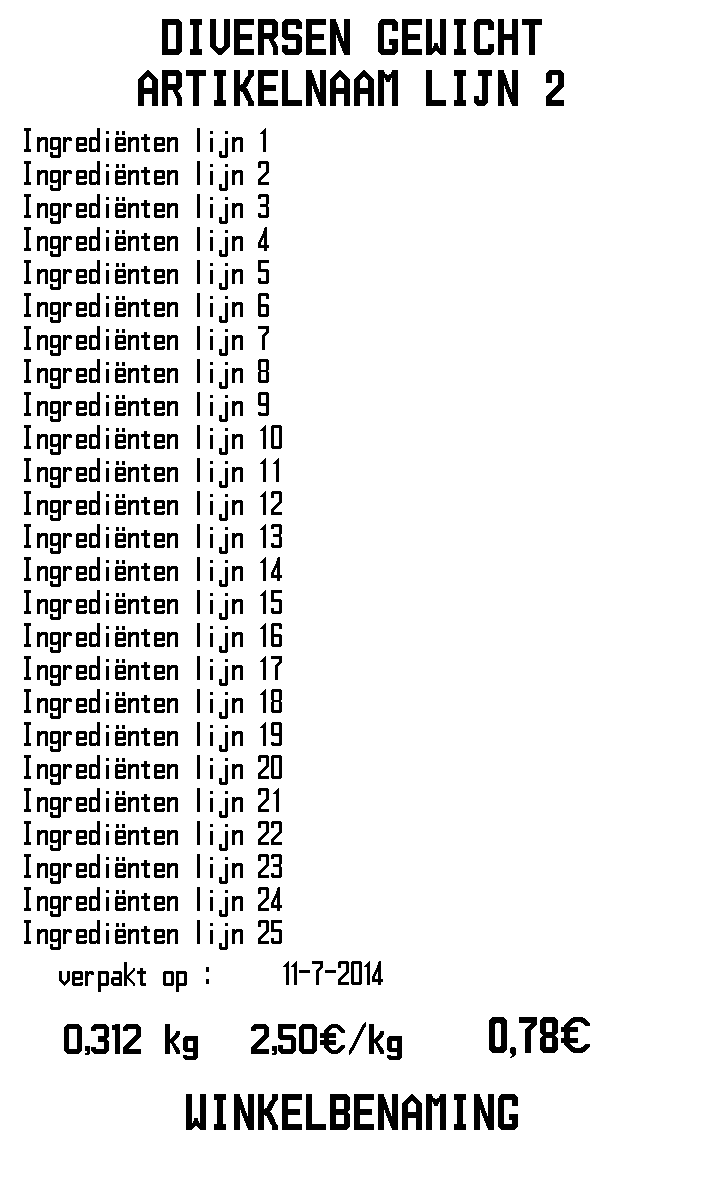 DIVERSEN GEWICHT
ARTIKELNAAM LIJN 2
Ingrediënten lijn 1
Ingrediënten lijn 2
Ingrediënten lijn 3
Ingrediënten lijn 4
Ingrediënten lijn 5
Ingrediënten lijn 6
Ingrediënten lijn 7
Ingrediënten lijn 8
Ingrediënten lijn 9
Ingrediënten lijn 10
Ingrediënten lijn 11
Ingrediënten lijn 12
Ingrediënten lijn 13
Ingrediënten lijn 14
Ingrediënten lijn 15
Ingrediënten lijn 16
Ingrediënten lijn 17
Ingrediënten lijn 18
Ingrediënten lijn 19
Ingrediënten lijn 20
Ingrediënten lijn 21
Ingrediënten lijn 22
Ingrediënten lijn 23
Ingrediënten lijn 24
Ingrediënten lijn 25
verpakt op : 11-7-2014
0,312 kg 2,50€/kg 0,78€
WINKELBENAMING